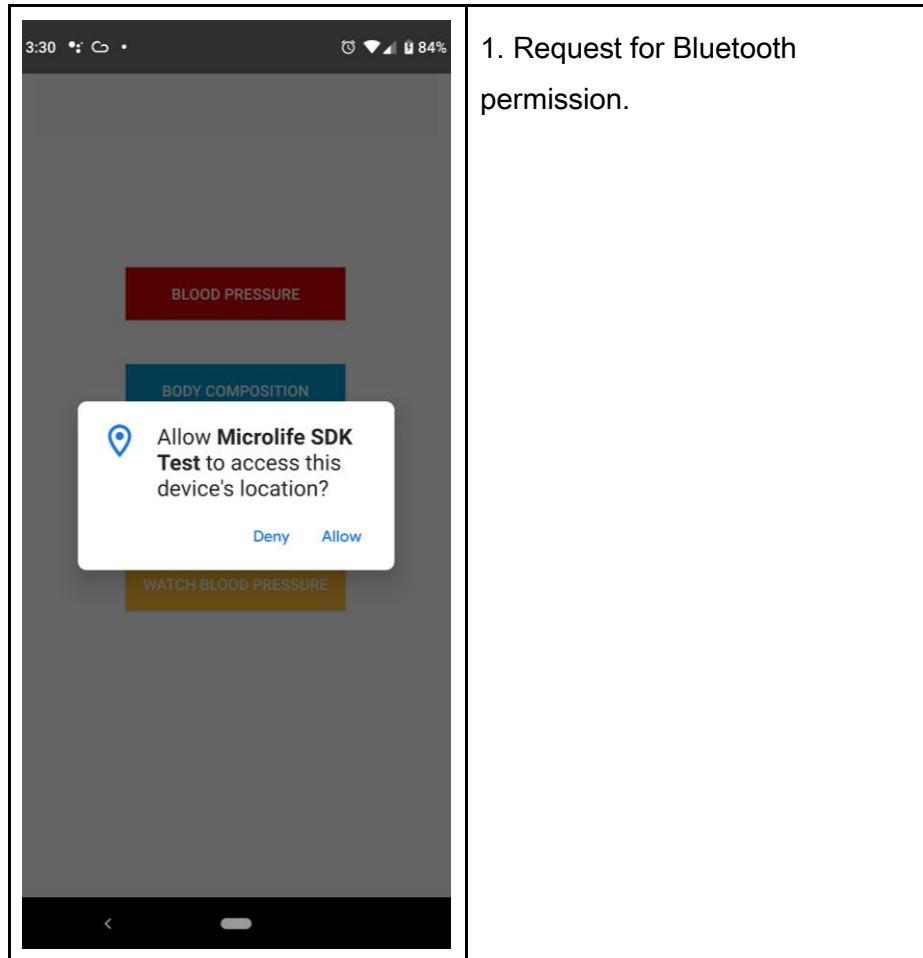 3:30
84%
1. Request for Bluetooth
permission.
BLOOD PRESSURE
BODY COMPOSITION
Allow Microlife SDK
Test to access this
device's location?
Deny Allow
WATCH BLOOD PRESSURE